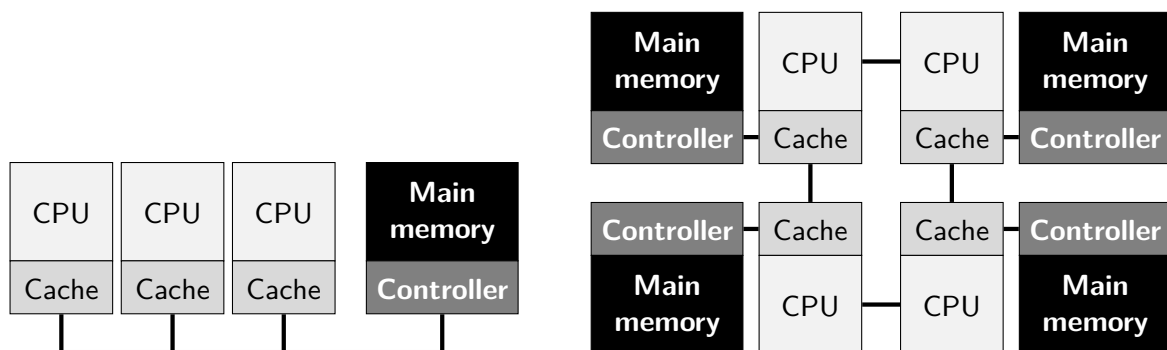 CPU
Cache
CPU
Cache
CPU
Cache
Main
memory
Controller
Main
memory
Controller
CPU
Cache
CPU
Cache
Main
memory
Controller
Controller
Main
memory
Cache
CPU
Cache
CPU
Controller
Main
memory